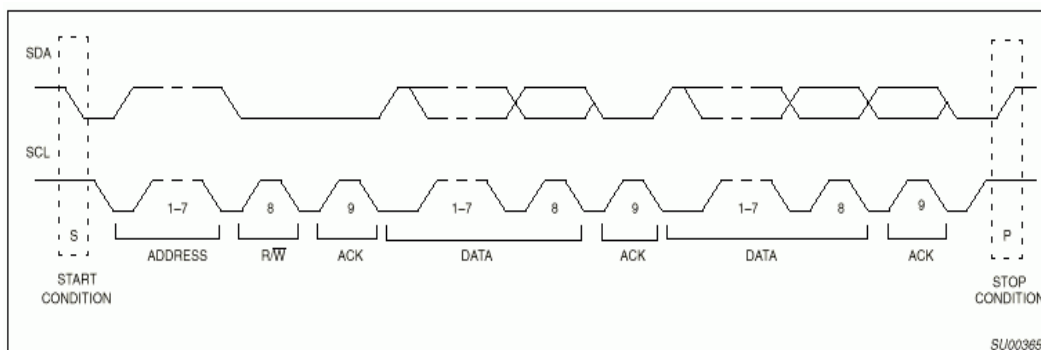 SDA
SCL
1–7 8 9 1–7 8 9 1–7 8 9
S P
ADDRESS R/W̅ ACK DATA ACK DATA ACK
START
CONDITION
STOP
CONDITION
SU00365